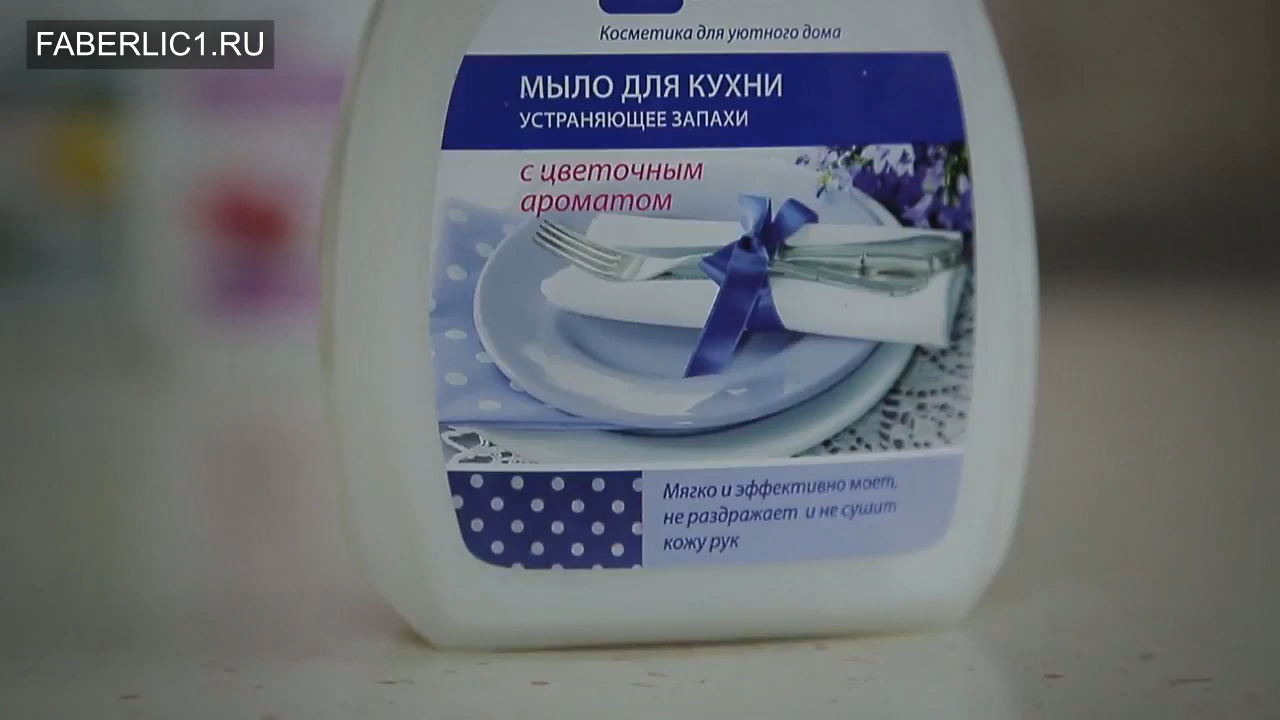 FABERLIC1.RU
Косметика для уютного дома
МЫЛО ДЛЯ КУХНИ
УСТРАНЯЮЩЕЕ ЗАПАХИ
с цветочным
ароматом
Мягко и эффективно моет,
не раздражает и не сушит
кожу рук